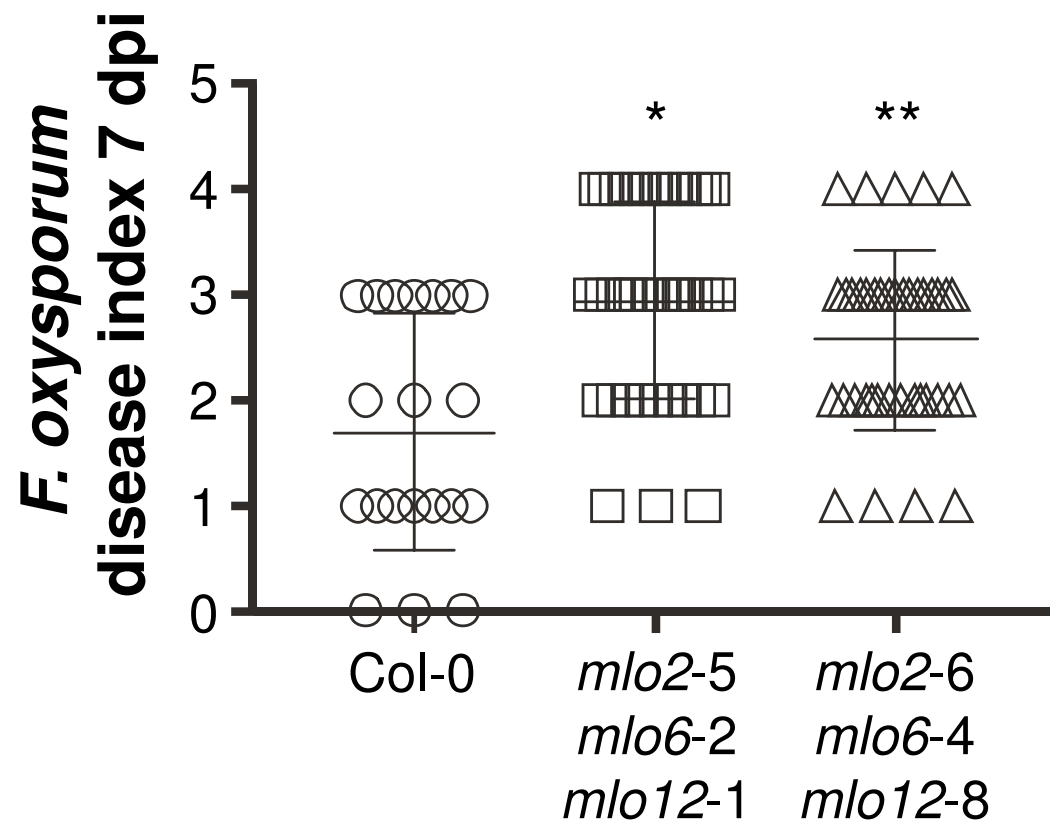 F. oxysporum
disease index 7 dpi
5
4
3
2
1
0
* **
Col-0 mlo2-5 mlo2-6
mlo6-2 mlo6-4
mlo12-1 mlo12-8